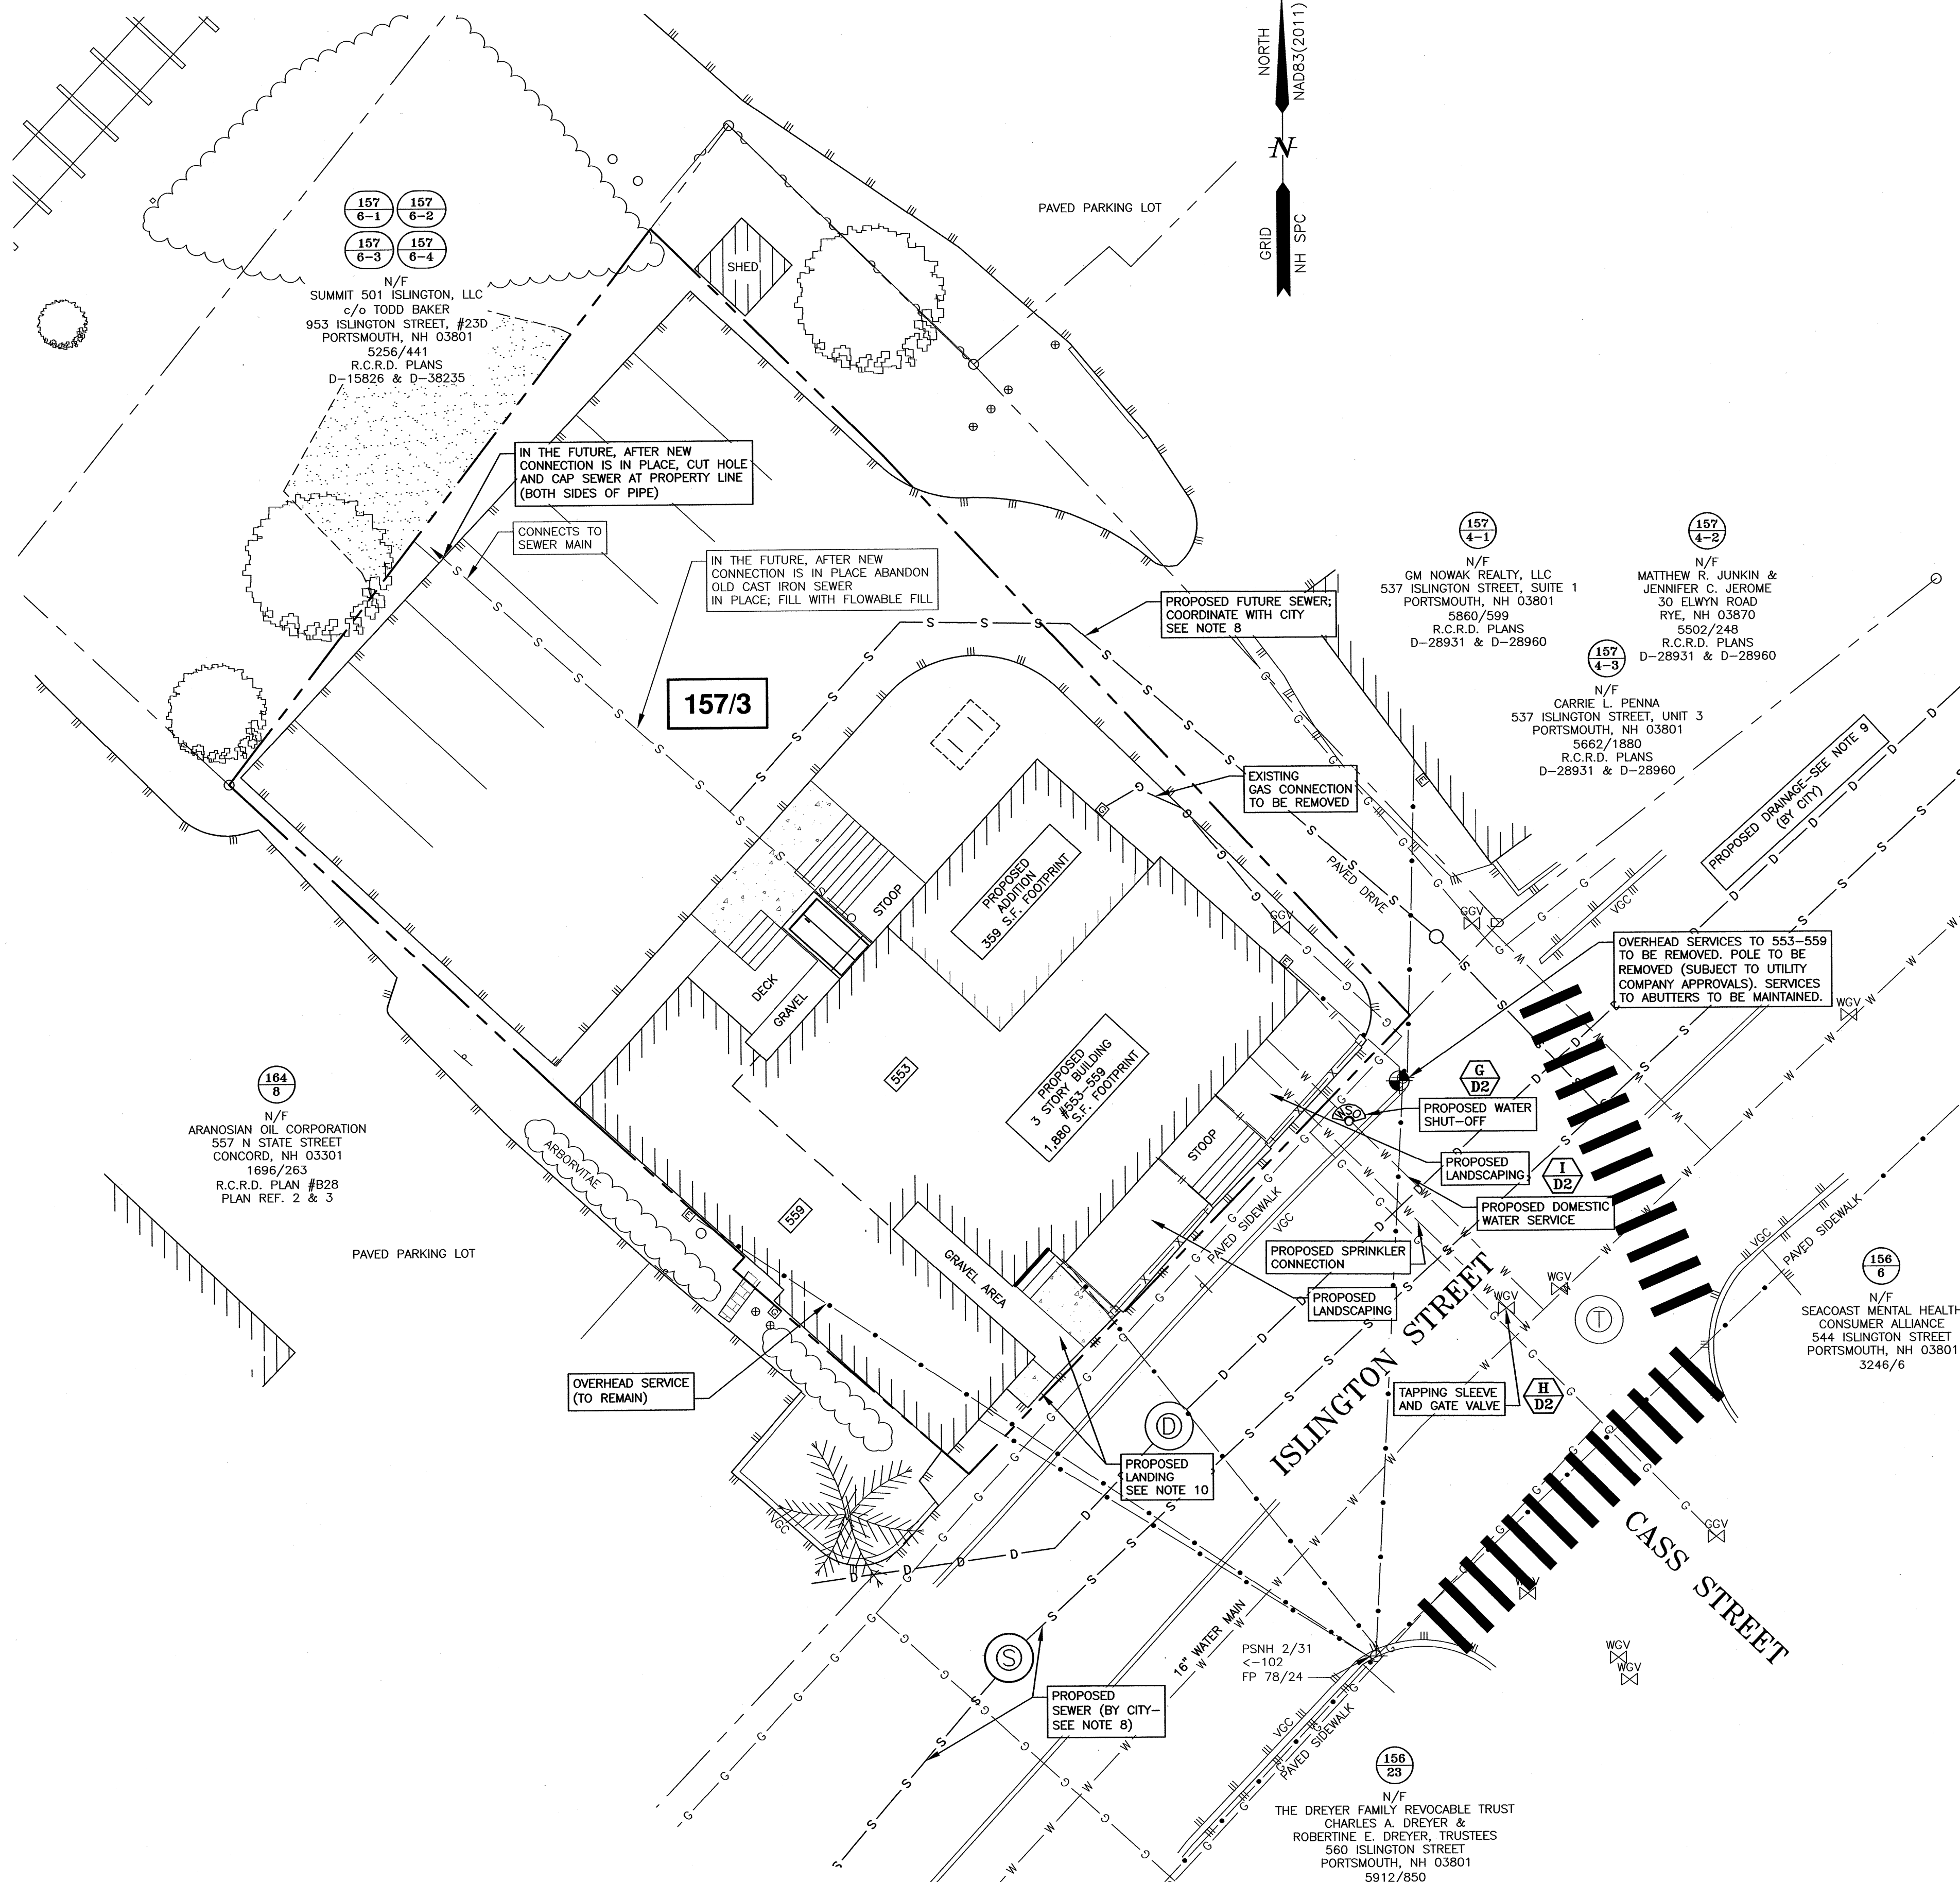 NORTH
NAD83(2011)
N
GRID
NH SPC
PAVED PARKING LOT
157
6-1
157
6-2
157
6-3
157
6-4
N/F
SUMMIT 501 ISLINGTON, LLC
c/o TODD BAKER
953 ISLINGTON STREET, #23D
PORTSMOUTH, NH 03801
5256/441
R.C.R.D. PLANS
D-15826 & D-38235
SHED
IN THE FUTURE, AFTER NEW
CONNECTION IS IN PLACE, CUT HOLE
AND CAP SEWER AT PROPERTY LINE
(BOTH SIDES OF PIPE)
CONNECTS TO
SEWER MAIN
IN THE FUTURE, AFTER NEW
CONNECTION IS IN PLACE ABANDON
OLD CAST IRON SEWER
IN PLACE; FILL WITH FLOWABLE FILL
PROPOSED FUTURE SEWER;
COORDINATE WITH CITY
SEE NOTE 8
157
4-1
N/F
GM NOWAK REALTY, LLC
537 ISLINGTON STREET, SUITE 1
PORTSMOUTH, NH 03801
5860/599
R.C.R.D. PLANS
D-28931 & D-28960
157
4-2
N/F
MATTHEW R. JUNKIN &
JENNIFER C. JEROME
30 ELWYN ROAD
RYE, NH 03870
5502/248
R.C.R.D. PLANS
D-28931 & D-28960
157
4-3
N/F
CARRIE L. PENNA
537 ISLINGTON STREET, UNIT 3
PORTSMOUTH, NH 03801
5662/1880
R.C.R.D. PLANS
D-28931 & D-28960
157/3
EXISTING
GAS CONNECTION
TO BE REMOVED
PROPOSED DRAINAGE-SEE NOTE 9
(BY CITY)
PAVED DRIVE
GGV
GGV
VGC
PROPOSED
ADDITION
359 S.F. FOOTPRINT
STOOP
DECK
GRAVEL
OVERHEAD SERVICES TO 553-559
TO BE REMOVED. POLE TO BE
REMOVED (SUBJECT TO UTILITY
COMPANY APPROVALS). SERVICES
TO ABUTTERS TO BE MAINTAINED.
WGV
553
PROPOSED
3 STORY BUILDING
#553-559
1,880 S.F. FOOTPRINT
G
D2
WSO
PROPOSED WATER
SHUT-OFF
164
8
N/F
ARANOSIAN OIL CORPORATION
557 N STATE STREET
CONCORD, NH 03301
1696/263
R.C.R.D. PLAN #B28
PLAN REF. 2 & 3
PAVED PARKING LOT
ARBORVITAE
559
STOOP
PROPOSED
LANDSCAPING
I
D2
PROPOSED DOMESTIC
WATER SERVICE
PAVED SIDEWALK
VGC
PROPOSED SPRINKLER
CONNECTION
PROPOSED
LANDSCAPING
GRAVEL AREA
WGV
WGV
T
VGC
PAVED SIDEWALK
156
6
N/F
SEACOAST MENTAL HEALTH
CONSUMER ALLIANCE
544 ISLINGTON STREET
PORTSMOUTH, NH 03801
3246/6
ISLINGTON STREET
OVERHEAD SERVICE
(TO REMAIN)
TAPPING SLEEVE
AND GATE VALVE
H
D2
D
PROPOSED
LANDING
SEE NOTE 10
VGC
GGV
CASS STREET
16" WATER MAIN
PSNH 2/31
<-102
FP 78/24
WGV
WGV
S
PROPOSED
SEWER (BY CITY-
SEE NOTE 8)
VGC
PAVED SIDEWALK
156
23
N/F
THE DREYER FAMILY REVOCABLE TRUST
CHARLES A. DREYER &
ROBERTINE E. DREYER, TRUSTEES
560 ISLINGTON STREET
PORTSMOUTH, NH 03801
5912/850